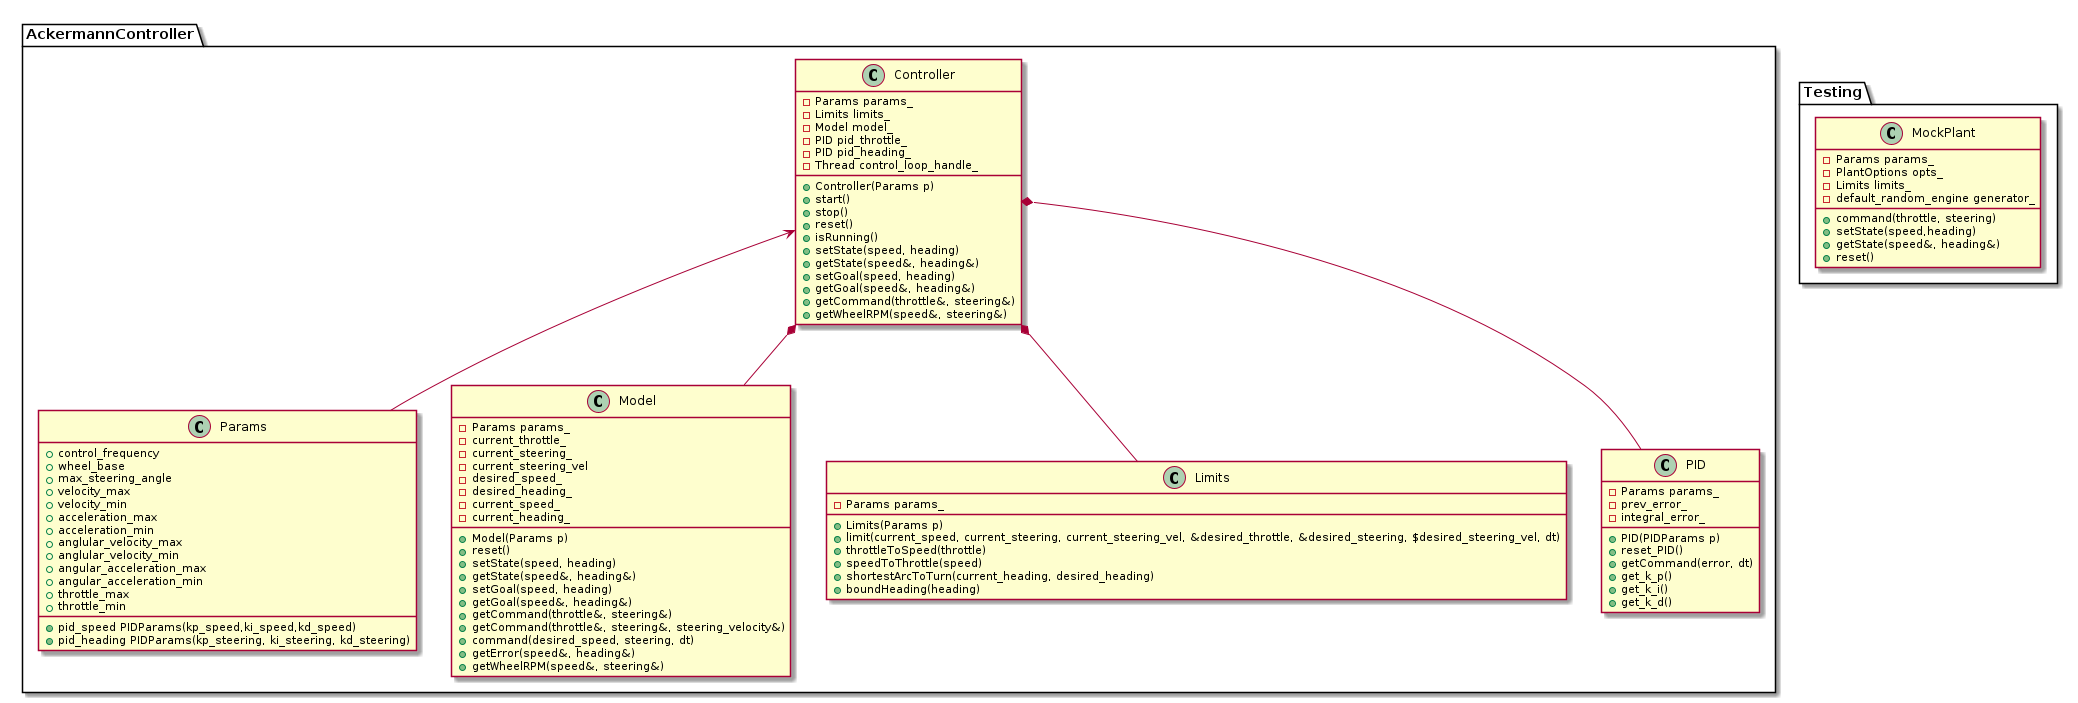 AckermannController
C Controller
Params params_
Limits limits_
Model model_
PID pid_throttle_
PID pid_heading_
Thread control_loop_handle_
Controller(Params p)
start()
stop()
reset()
isRunning()
setState(speed, heading)
getState(speed&, heading&)
setGoal(speed, heading)
getGoal(speed&, heading&)
getCommand(throttle&, steering&)
getWheelRPM(speed&, steering&)
C Params
control_frequency
wheel_base
max_steering_angle
velocity_max
velocity_min
acceleration_max
acceleration_min
anglular_velocity_max
anglular_velocity_min
angular_acceleration_max
angular_acceleration_min
throttle_max
throttle_min
pid_speed PIDParams(kp_speed,ki_speed,kd_speed)
pid_heading PIDParams(kp_steering, ki_steering, kd_steering)
C Model
Params params_
current_throttle_
current_steering_
current_steering_vel
desired_speed_
desired_heading_
current_speed_
current_heading_
Model(Params p)
reset()
setState(speed, heading)
getState(speed&, heading&)
setGoal(speed, heading)
getGoal(speed&, heading&)
getCommand(throttle&, steering&)
getCommand(throttle&, steering&, steering_velocity&)
command(desired_speed, steering, dt)
getError(speed&, heading&)
getWheelRPM(speed&, steering&)
C Limits
Params params_
Limits(Params p)
limit(current_speed, current_steering, current_steering_vel, &desired_throttle, &desired_steering, $desired_steering_vel, dt)
throttleToSpeed(throttle)
speedToThrottle(speed)
shortestArcToTurn(current_heading, desired_heading)
boundHeading(heading)
C PID
Params params_
prev_error_
integral_error_
PID(PIDParams p)
reset_PID()
getCommand(error, dt)
get_k_p()
get_k_i()
get_k_d()
Testing
C MockPlant
Params params_
PlantOptions opts_
Limits limits_
default_random_engine generator_
command(throttle, steering)
setState(speed,heading)
getState(speed&, heading&)
reset()